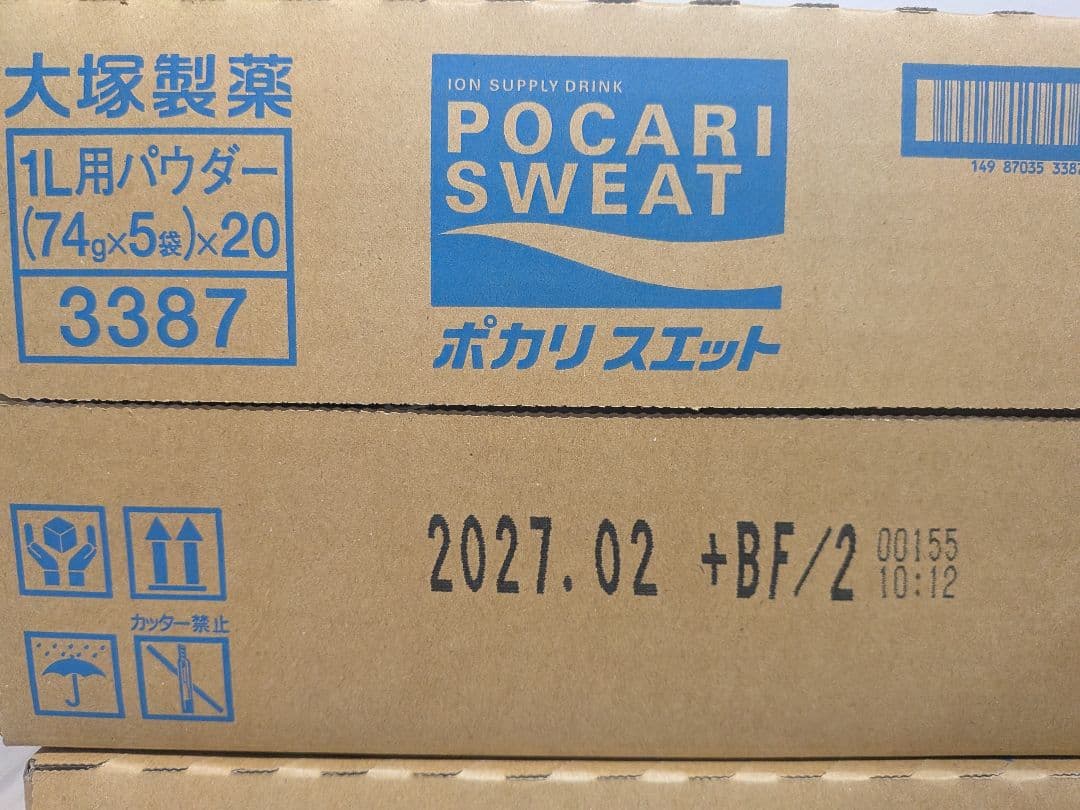 大塚製薬
1L用パウダー
(74g×5袋)×20
3387
ION SUPPLY DRINK
POCARI
SWEAT
ポカリスエット
149 87035 3387
カッター禁止
2027.02 +BF/2
00155
10:12